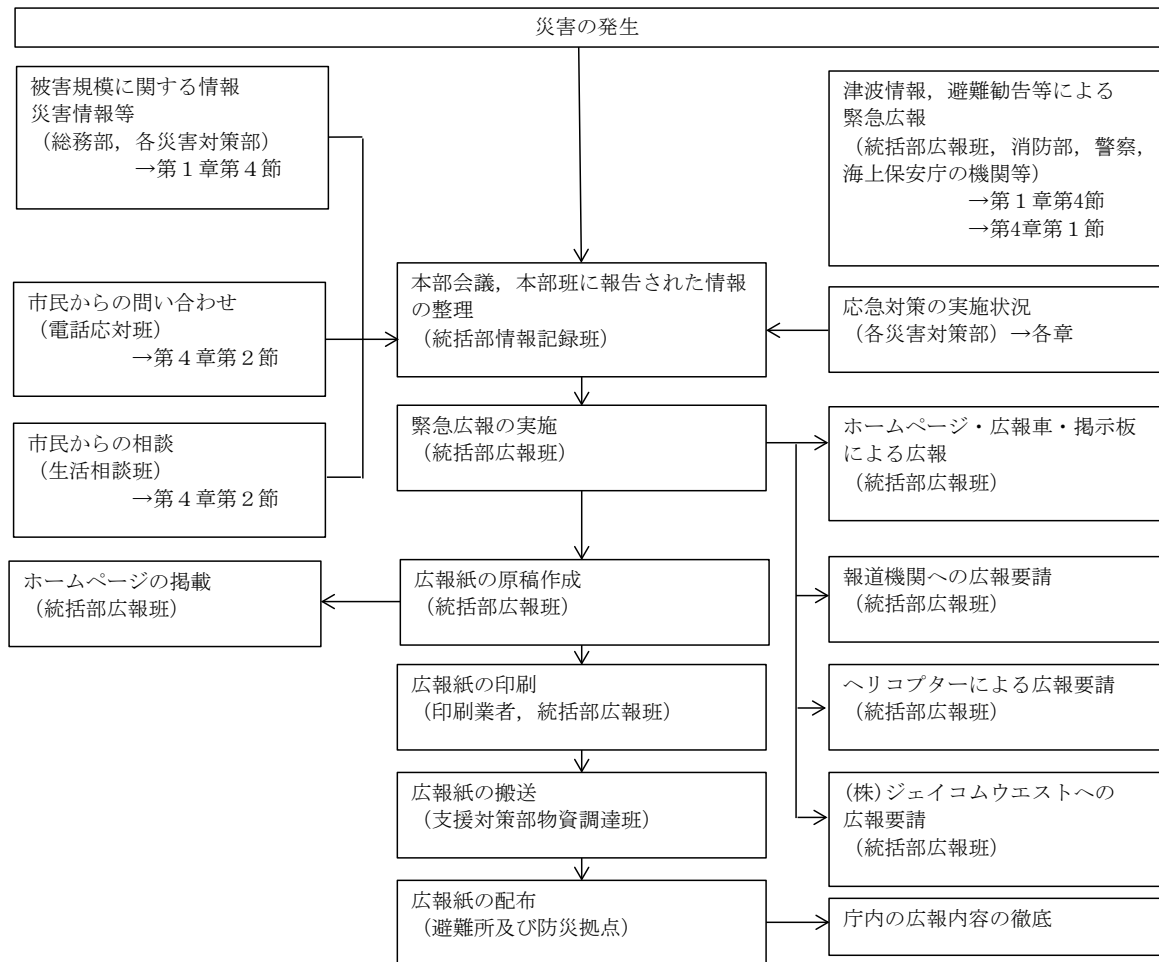 災害の発生
被害規模に関する情報
災害情報等
（総務部，各災害対策部）
→第１章第４節
津波情報，避難勧告等による
緊急広報
（統括部広報班，消防部，警察，
海上保安庁の機関等）
→第１章第4節
→第4章第１節
市民からの問い合わせ
（電話応対班）
→第４章第２節
本部会議，本部班に報告された情報
の整理
（統括部情報記録班）
応急対策の実施状況
（各災害対策部）→各章
市民からの相談
（生活相談班）
→第４章第２節
緊急広報の実施
（統括部広報班）
ホームページ・広報車・掲示板
による広報
（統括部広報班）
ホームページの掲載
（統括部広報班）
広報紙の原稿作成
（統括部広報班）
報道機関への広報要請
（統括部広報班）
広報紙の印刷
（印刷業者，統括部広報班）
ヘリコプターによる広報要請
（統括部広報班）
広報紙の搬送
（支援対策部物資調達班）
(株)ジェイコムウエストへの
広報要請
（統括部広報班）
広報紙の配布
（避難所及び防災拠点）
庁内の広報内容の徹底